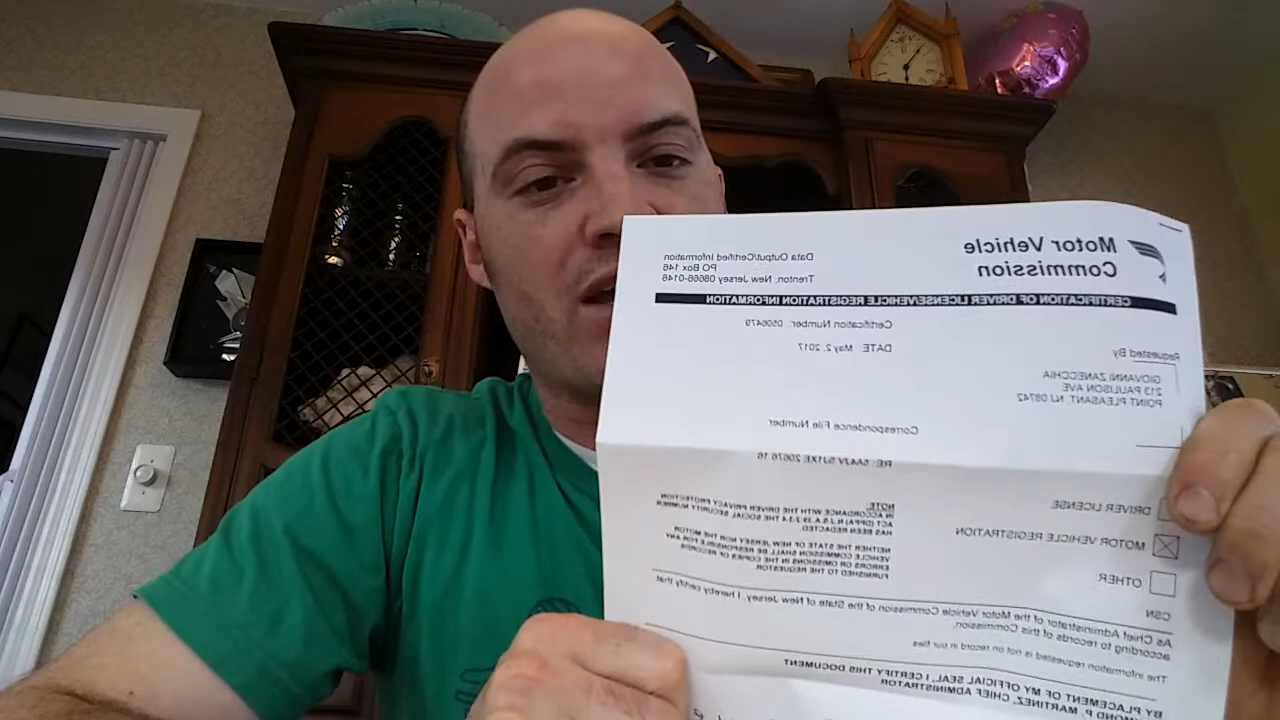 Motor Vehicle
Commission
Data Output/Certified Information
PO Box 146
Trenton, New Jersey 08666-0146
CERTIFICATION OF DRIVER LICENSE/VEHICLE REGISTRATION INFORMATION
Certification Number: 0506479
DATE May 2, 2017
Requested By
GIOVANNI ZANECCHIA
213 PAULISON AVE
POINT PLEASANT, NJ 08742
Correspondence File Number
RE: 5A4JV SJ1XE 20676 16
DRIVER LICENSE
MOTOR VEHICLE REGISTRATION
OTHER:
NOTE:
IN ACCORDANCE WITH THE DRIVER PRIVACY PROTECTION
ACT (DPPA) N.J.S.A.39:2-3.4 THE SOCIAL SECURITY NUMBER
HAS BEEN REDACTED.
NEITHER THE STATE OF NEW JERSEY NOR THE MOTOR
VEHICLE COMMISSION SHALL BE RESPONSIBLE FOR ANY
ERRORS OR OMISSIONS IN THE COPIES OF RECORDS
FURNISHED TO THE REQUESTOR
CSN
As Chief Administrator of the Motor Vehicle Commission of the State of New Jersey, I hereby certify that
according to records of this Commission.
The information requested is not on record in our files
BY PLACEMENT OF MY OFFICIAL SEAL, I CERTIFY THIS DOCUMENT
MOND P. MARTINEZ, CHIEF ADMINISTRATOR